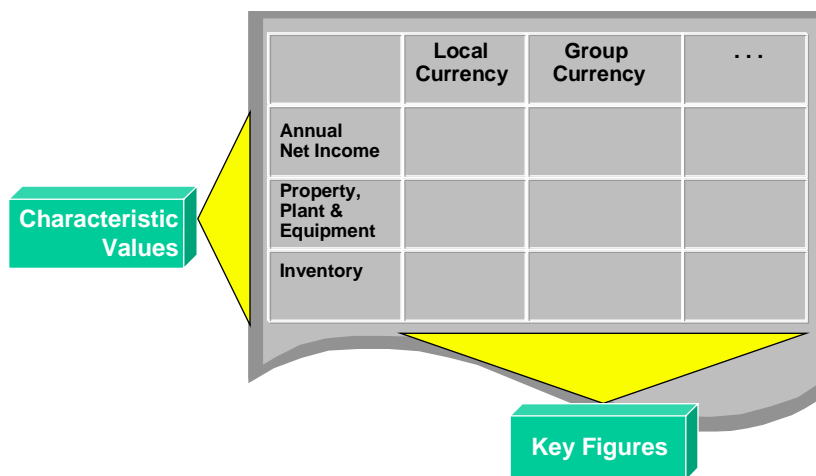 Local
Currency
Group
Currency
. . .
Annual
Net Income
Property,
Plant &
Equipment
Inventory
Characteristic
Values
Key Figures